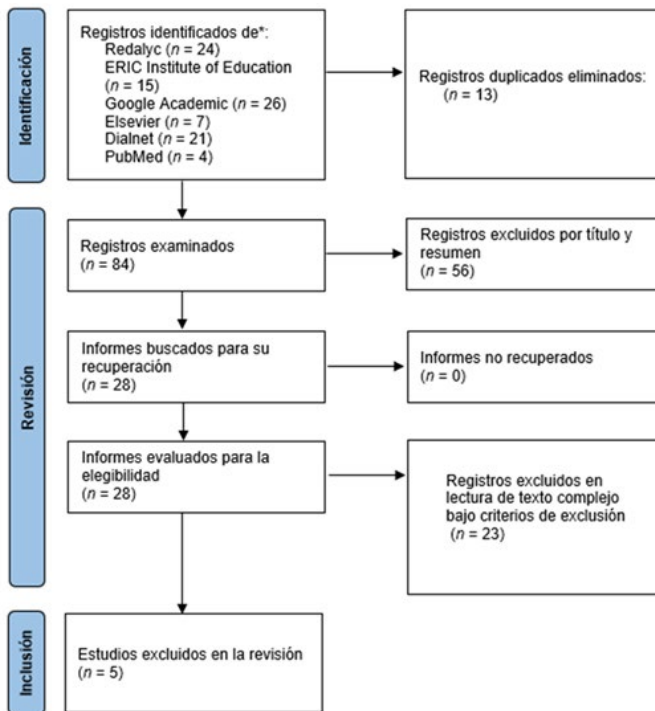 Identificación
Registros identificados de*:
Redalyc (n = 24)
ERIC Institute of Education
(n = 15)
Google Academic (n = 26)
Elsevier (n = 7)
Dialnet (n = 21)
PubMed (n = 4)
Registros duplicados eliminados:
(n = 13)
Revisión
Registros examinados
(n = 84)
Registros excluidos por título y
resumen
(n = 56)
Informes buscados para su
recuperación
(n = 28)
Informes no recuperados
(n = 0)
Informes evaluados para la
elegibilidad
(n = 28)
Registros excluidos en
lectura de texto complejo
bajo criterios de exclusión
(n = 23)
Inclusión
Estudios excluidos en la revisión
(n = 5)